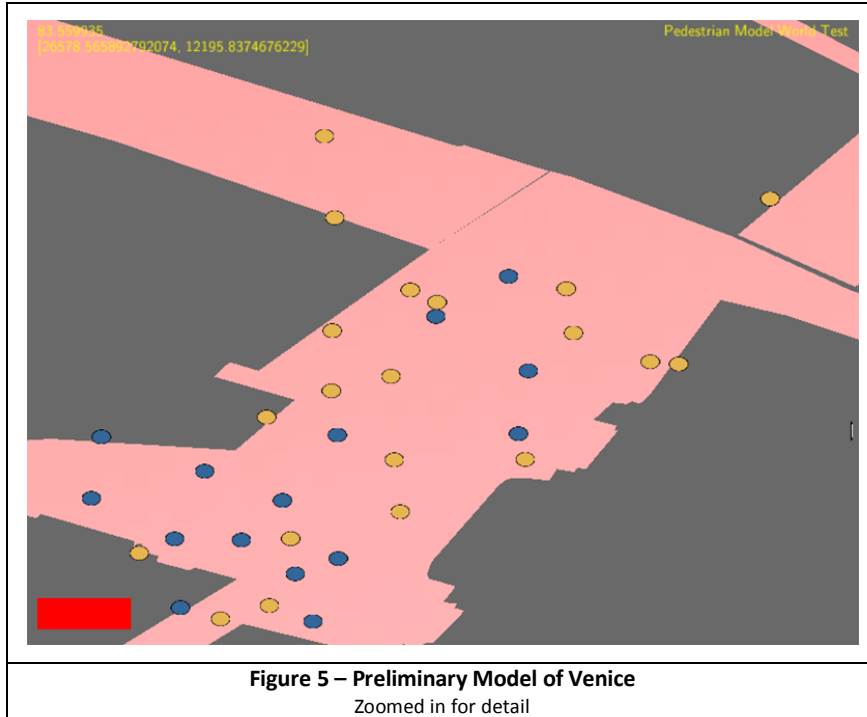 83.559935
Pedestrian Model World Test
[26578.565892792074, 12195.8374676229]
Figure 5 – Preliminary Model of Venice
Zoomed in for detail